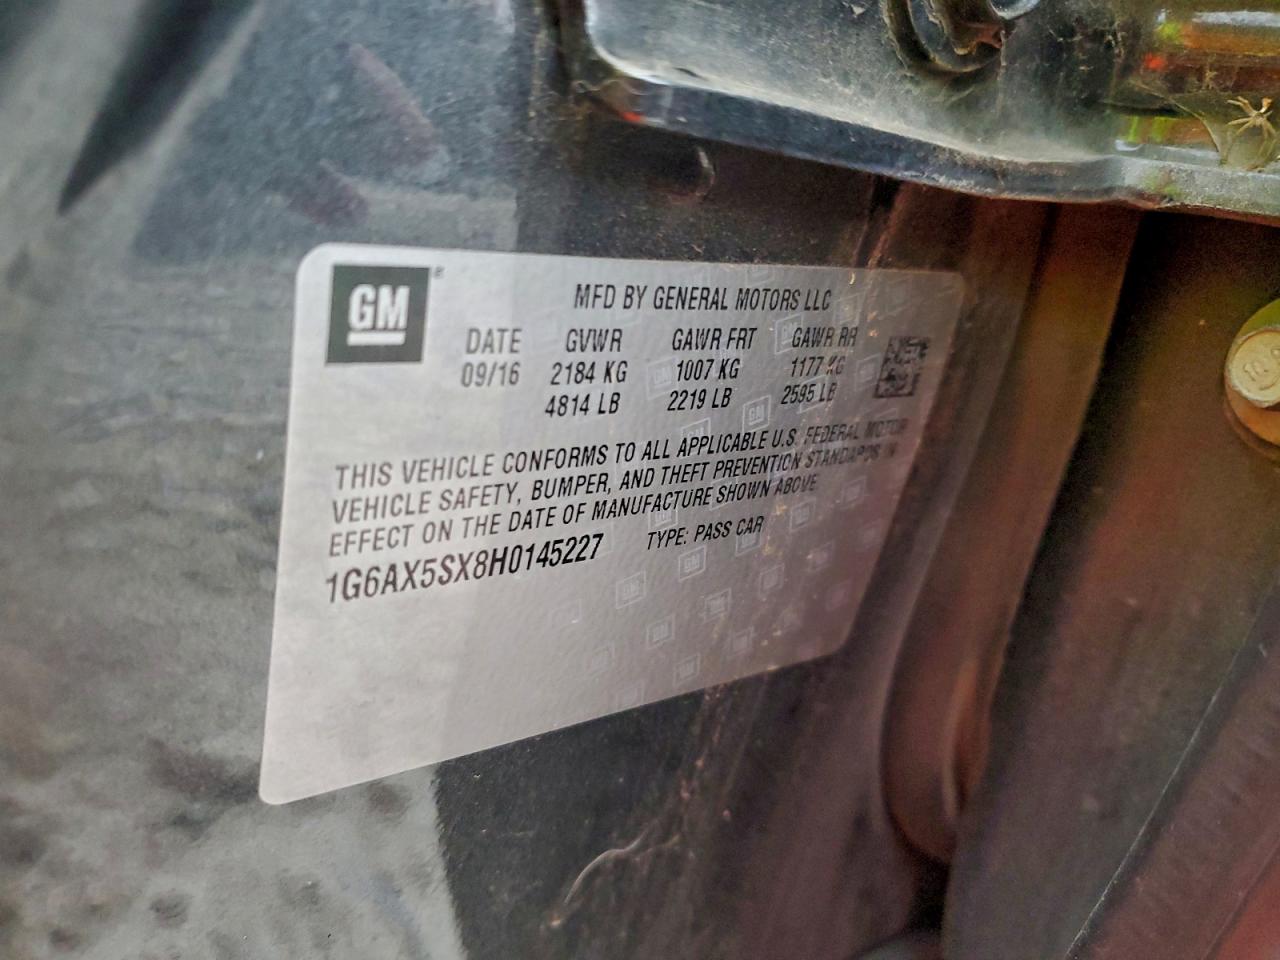 GM®
MFD BY GENERAL MOTORS LLC
DATE GVWR GAWR FRT GAWR RR
09/16 2184 KG 1007 KG 1177 KG
4814 LB 2219 LB 2595 LB
THIS VEHICLE CONFORMS TO ALL APPLICABLE U.S. FEDERAL MOTOR
VEHICLE SAFETY, BUMPER, AND THEFT PREVENTION STANDARDS IN
EFFECT ON THE DATE OF MANUFACTURE SHOWN ABOVE
1G6AX5SX8H0145227 TYPE: PASS CAR